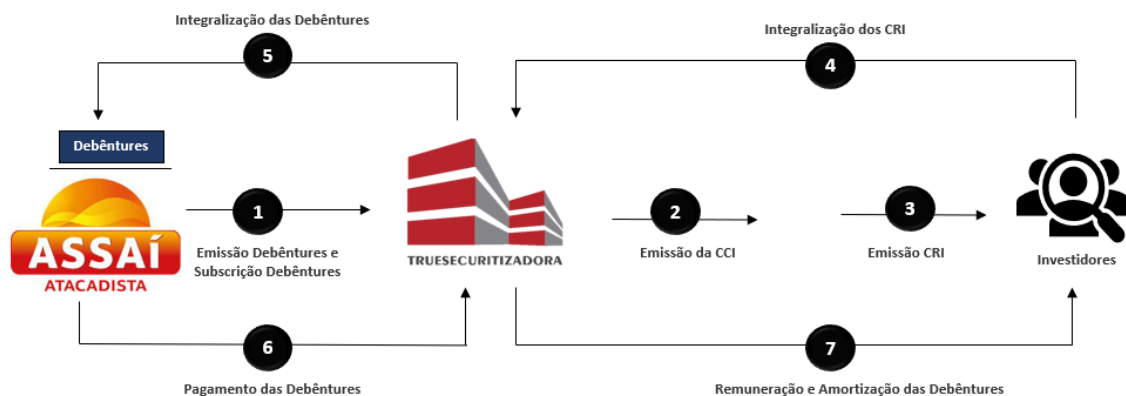 Integralização das Debêntures
Integralização dos CRI
5
4
Debêntures
1
2
3
ASSAÍ
ATACADISTA
Emissão Debêntures e
Subscrição Debêntures
TRUESECURITIZADORA
Emissão da CCI
Emissão CRI
Investidores
6
7
Pagamento das Debêntures
Remuneração e Amortização das Debêntures